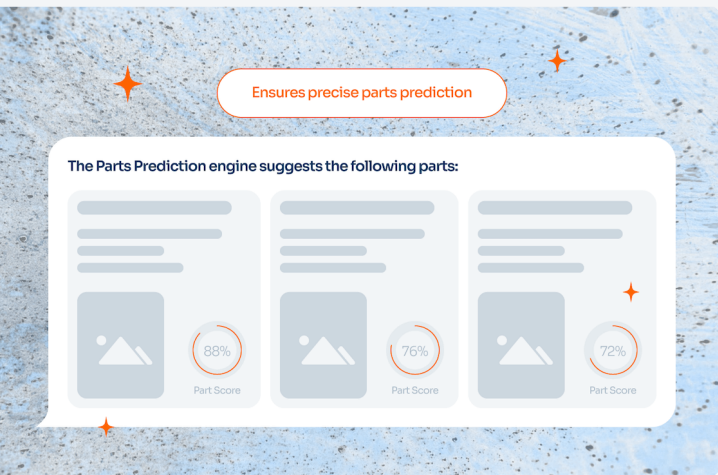 Ensures precise parts prediction
The Parts Prediction engine suggests the following parts:
88%
Part Score
76%
Part Score
72%
Part Score